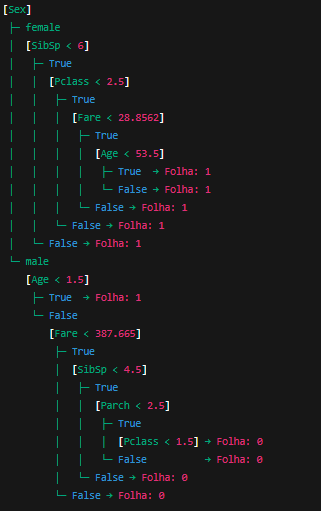 [Sex]
├─ female
│  [SibSp < 6]
│   ├─ True
│   │  [Pclass < 2.5]
│   │   ├─ True
│   │   │  [Fare < 28.8562]
│   │   │   ├─ True
│   │   │   │  [Age < 53.5]
│   │   │   │   ├─ True  → Folha: 1
│   │   │   │   └─ False → Folha: 1
│   │   │   └─ False → Folha: 1
│   │   └─ False → Folha: 1
│   └─ False → Folha: 1
└─ male
   [Age < 1.5]
    ├─ True  → Folha: 1
    └─ False
       [Fare < 387.665]
        ├─ True
        │  [SibSp < 4.5]
        │   ├─ True
        │   │  [Parch < 2.5]
        │   │   ├─ True
        │   │   │  [Pclass < 1.5] → Folha: 0
        │   │   └─ False          → Folha: 0
        │   └─ False → Folha: 0
        └─ False → Folha: 0